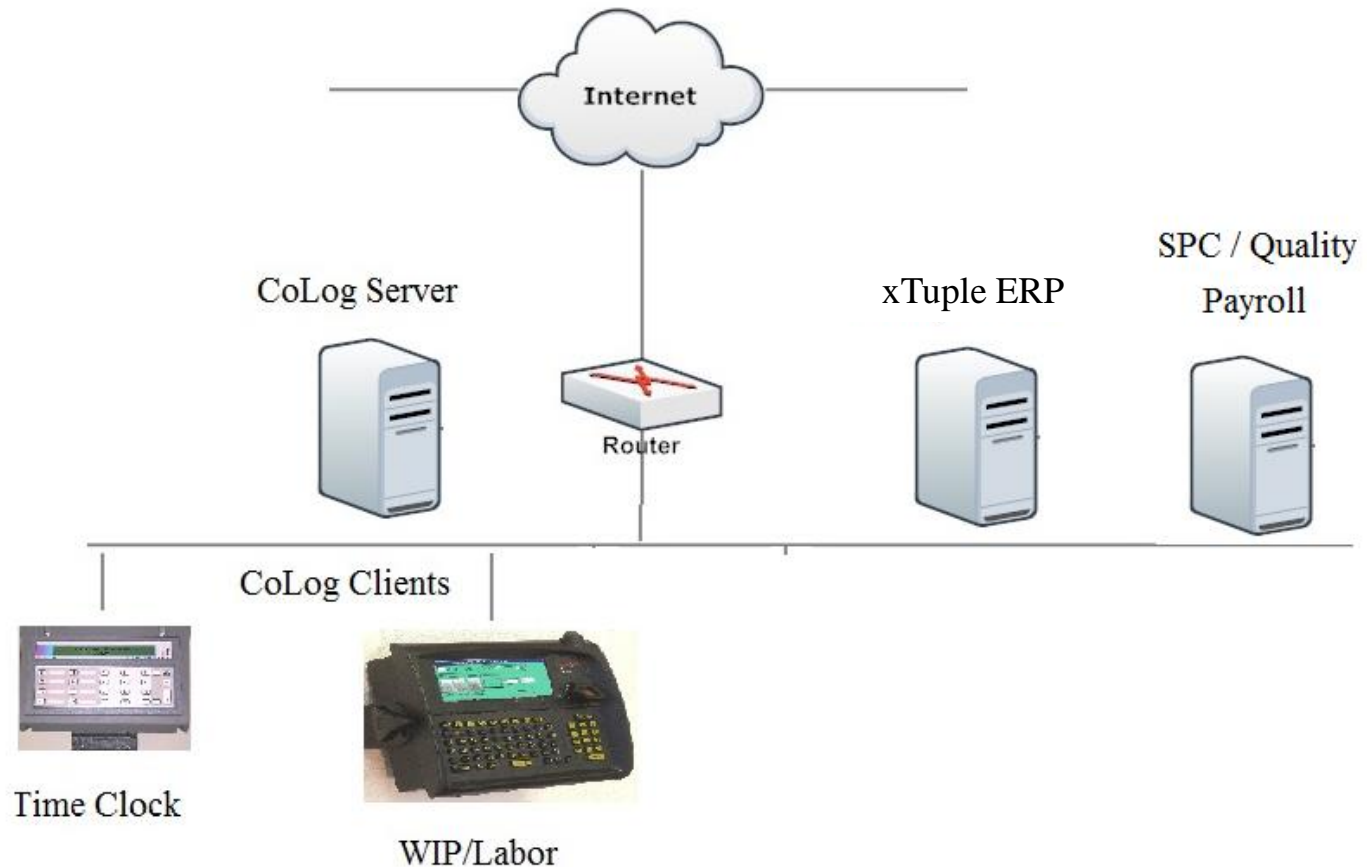 Internet
SPC / Quality
Payroll
CoLog Server
xTuple ERP
Router
CoLog Clients
Time Clock
WIP/Labor